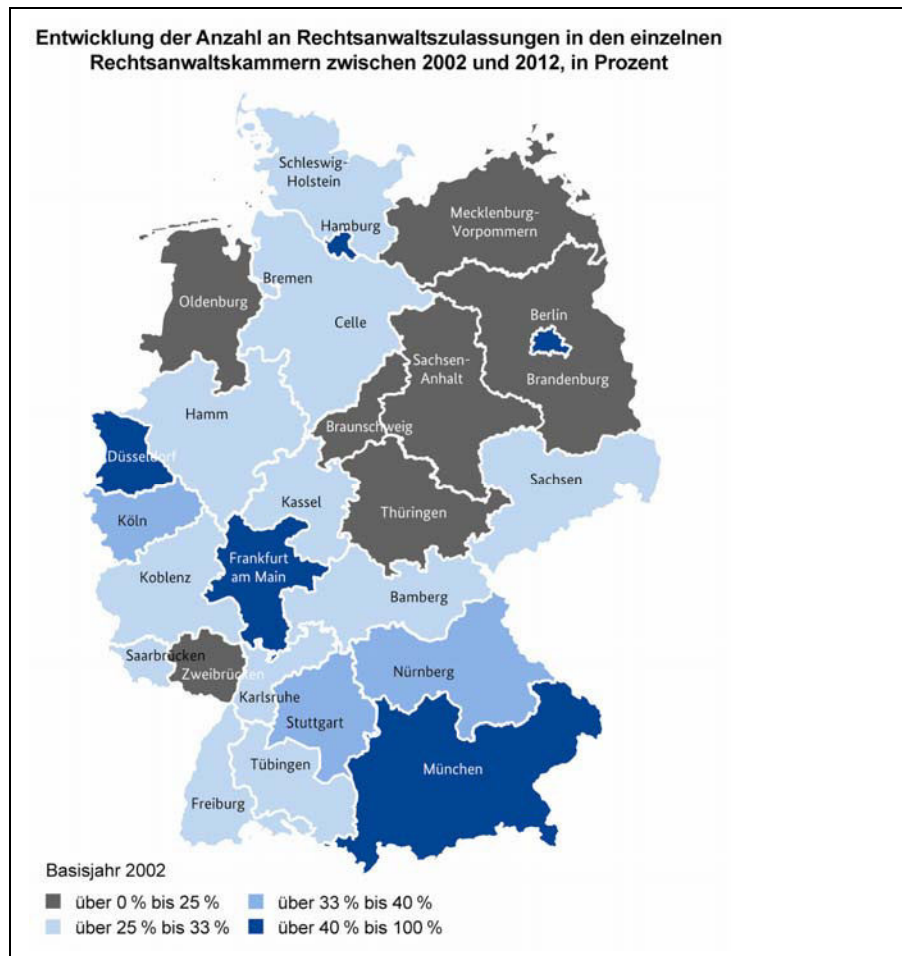 Entwicklung der Anzahl an Rechtsanwaltszulassungen in den einzelnen
Rechtsanwaltskammern zwischen 2002 und 2012, in Prozent
Schleswig-
Holstein
Hamburg
Mecklenburg-
Vorpommern
Oldenburg
Bremen
Celle
Berlin
Brandenburg
Sachsen-
Anhalt
Hamm
Braunschweig
Düsseldorf
Sachsen
Kassel
Thüringen
Köln
Frankfurt
am Main
Koblenz
Bamberg
Saarbrücken
Zweibrücken
Nürnberg
Karlsruhe
Stuttgart
Tübingen
München
Freiburg
Basisjahr 2002
über 0 % bis 25 %
über 33 % bis 40 %
über 25 % bis 33 %
über 40 % bis 100 %